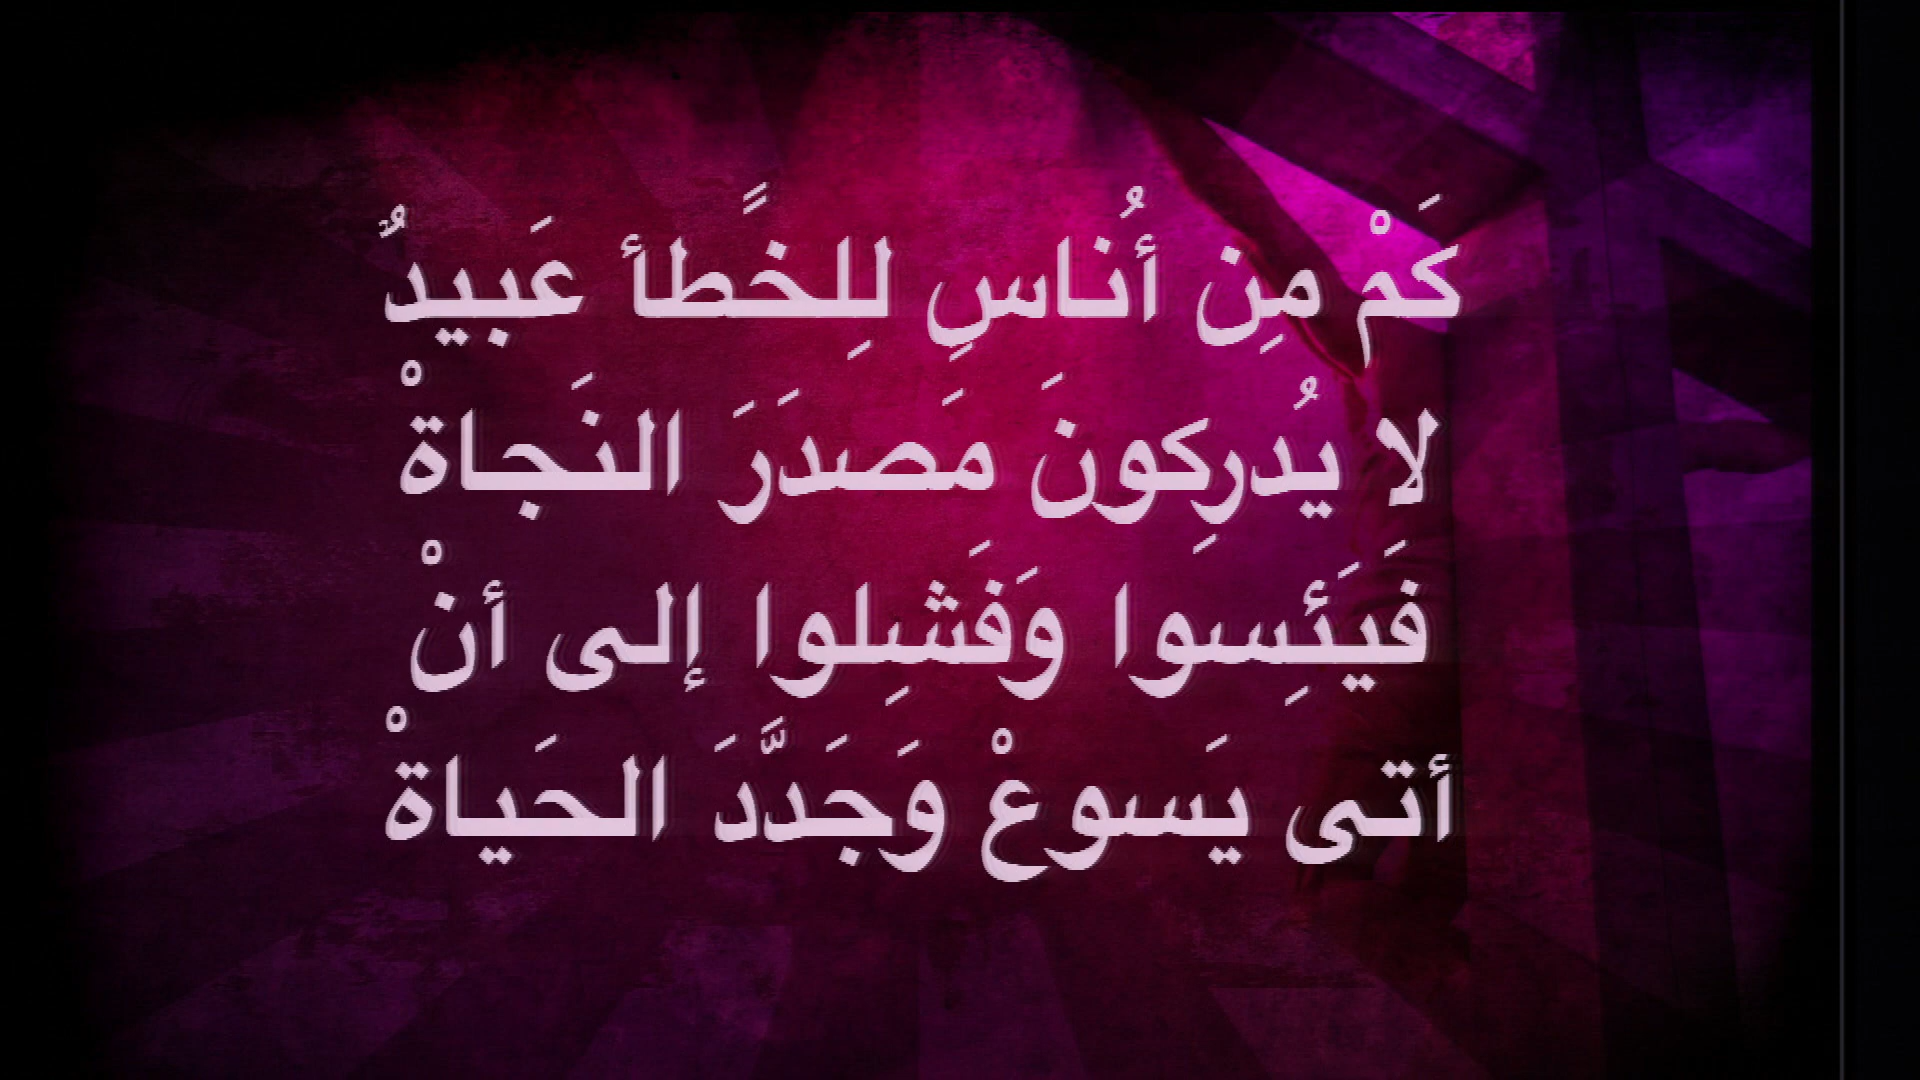 كَمْ مِن أُناسِ لِلخًطأ عَبيدٌ
لا يُدرِكونَ مَصدَرَ النَجاةْ
فَيَئِسوا وَفَشِلوا إلى أنْ
أتى يَسوعْ وَجَدَّدَ الحَياةْ